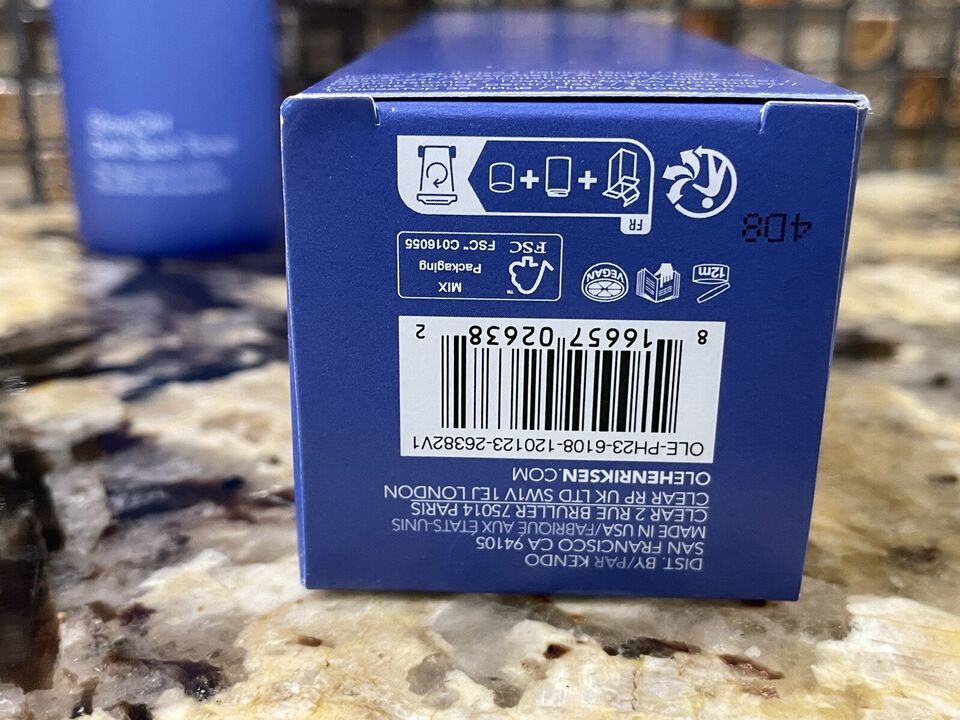 DIST. BY/PAR KENDO
SAN FRANCISCO CA 94105
MADE IN USA/FABRIQUÉ AUX ÉTATS-UNIS
CLEAR 2 RUE BRULLER 75014 PARIS
CLEAR RP UK LTD SW1V 1EJ LONDON
OLEHENRIKSEN.COM
OLE-PH23-6108-120123-26382V1
8 16657 02638 2
12m
VEGAN
™
FSC
MIX
Packaging
FSC™ C016055
4D8
FR